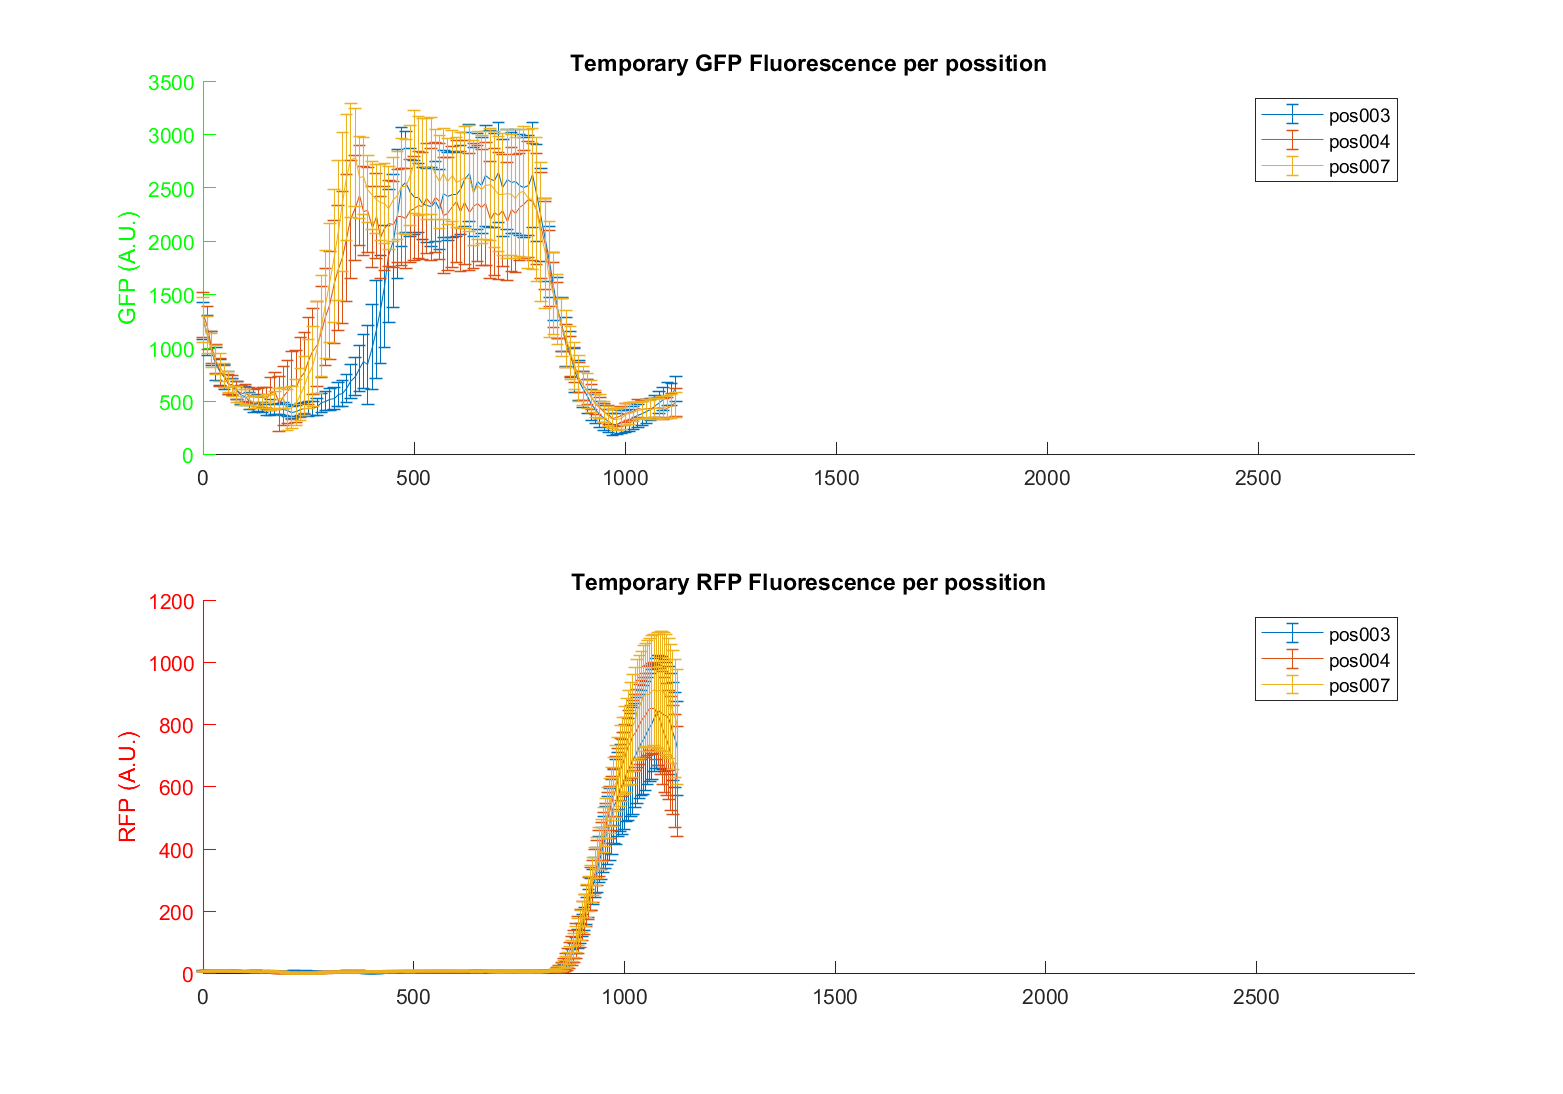 Temporary GFP Fluorescence per possition
3500
3000
2500
2000
1500
1000
500
0
GFP (A.U.)
0 500 1000 1500 2000 2500
pos003
pos004
pos007
Temporary RFP Fluorescence per possition
1200
1000
800
600
400
200
0
RFP (A.U.)
0 500 1000 1500 2000 2500
pos003
pos004
pos007